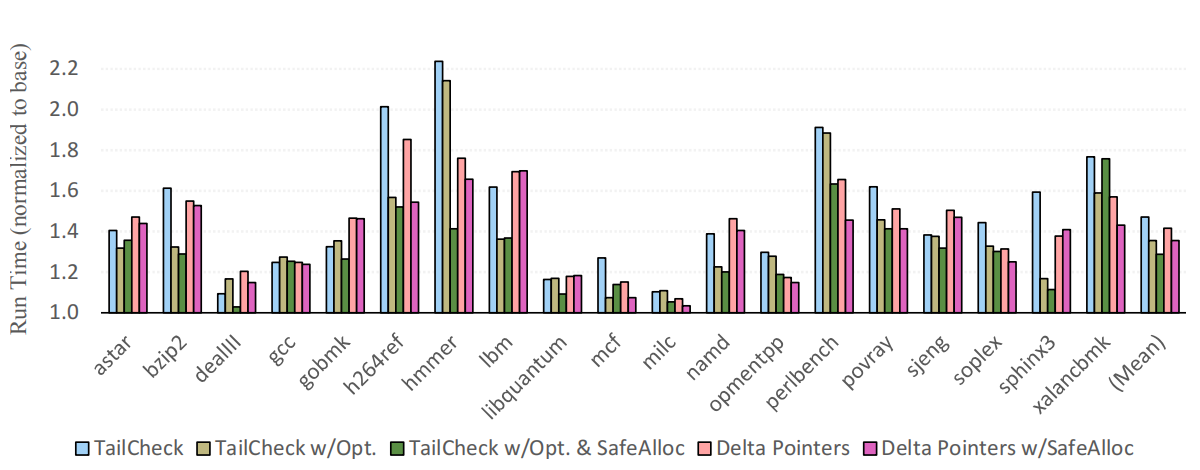 Run Time (normalized to base)
2.2
2.0
1.8
1.6
1.4
1.2
1.0
astar
bzip2
dealIII
gcc
gobmk
h264ref
hmmer
lbm
libquantum
mcf
milc
namd
opmentpp
perlbench
povray
sjeng
soplex
sphinx3
xalancbmk
(Mean)
TailCheck TailCheck w/Opt. TailCheck w/Opt. & SafeAlloc Delta Pointers Delta Pointers w/SafeAlloc